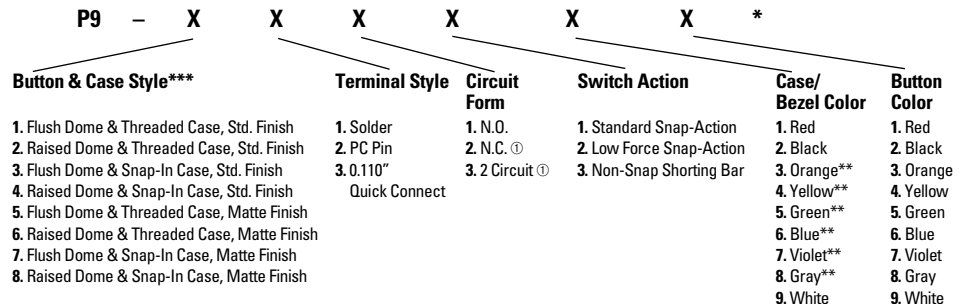 P9 – X X X X X X *
Button & Case Style***
1. Flush Dome & Threaded Case, Std. Finish
2. Raised Dome & Threaded Case, Std. Finish
3. Flush Dome & Snap-In Case, Std. Finish
4. Raised Dome & Snap-In Case, Std. Finish
5. Flush Dome & Threaded Case, Matte Finish
6. Raised Dome & Threaded Case, Matte Finish
7. Flush Dome & Snap-In Case, Matte Finish
8. Raised Dome & Snap-In Case, Matte Finish
Terminal Style
1. Solder
2. PC Pin
3. 0.110"
Quick Connect
Circuit
Form
1. N.O.
2. N.C. ①
3. 2 Circuit ①
Switch Action
1. Standard Snap-Action
2. Low Force Snap-Action
3. Non-Snap Shorting Bar
Case/
Bezel Color
1. Red
2. Black
3. Orange**
4. Yellow**
5. Green**
6. Blue**
7. Violet**
8. Gray**
9. White
Button
Color
1. Red
2. Black
3. Orange
4. Yellow
5. Green
6. Blue
7. Violet
8. Gray
9. White